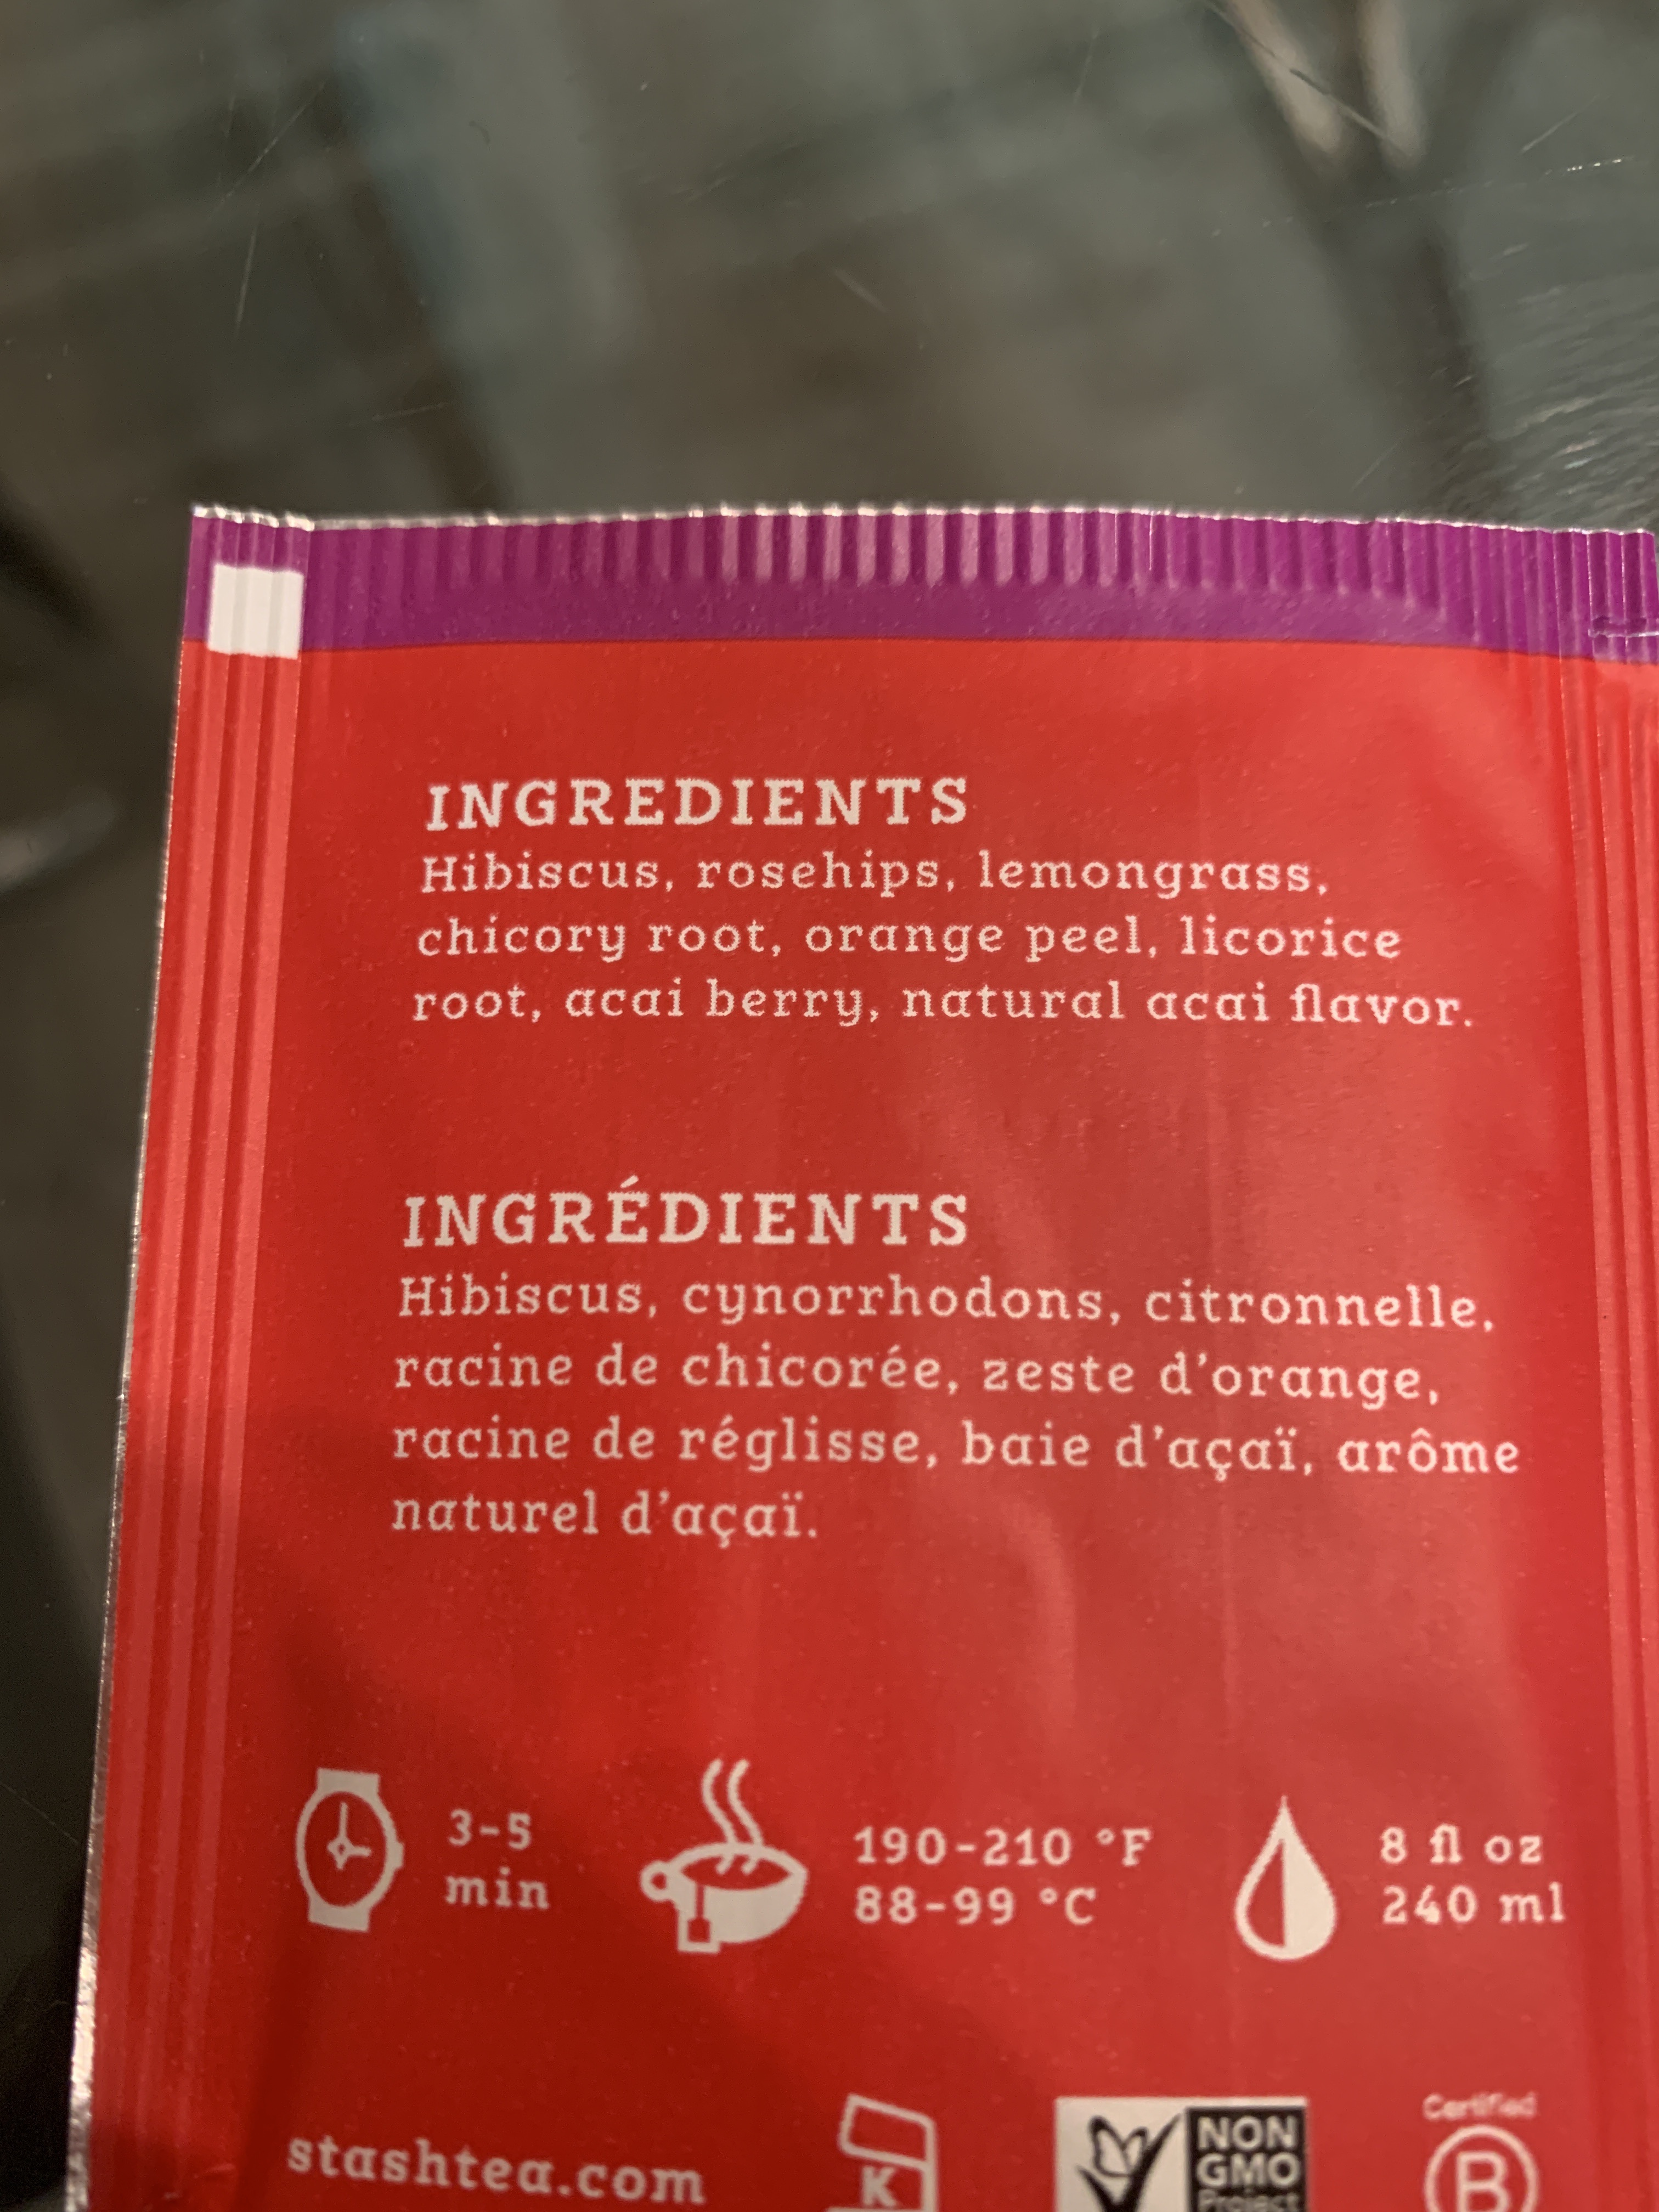 INGREDIENTS
Hibiscus, rosehips, lemongrass,
chicory root, orange peel, licorice
root, acai berry, natural acai flavor.
INGRÉDIENTS
Hibiscus, cynorrhodons, citronnelle,
racine de chicorée, zeste d'orange,
racine de réglisse, baie d'açaï, arôme
naturel d'açaï.
3-5
min
190-210 °F
88-99 °C
8 fl oz
240 ml
stashtea.com
K
NON
GMO
Project
Certified
B